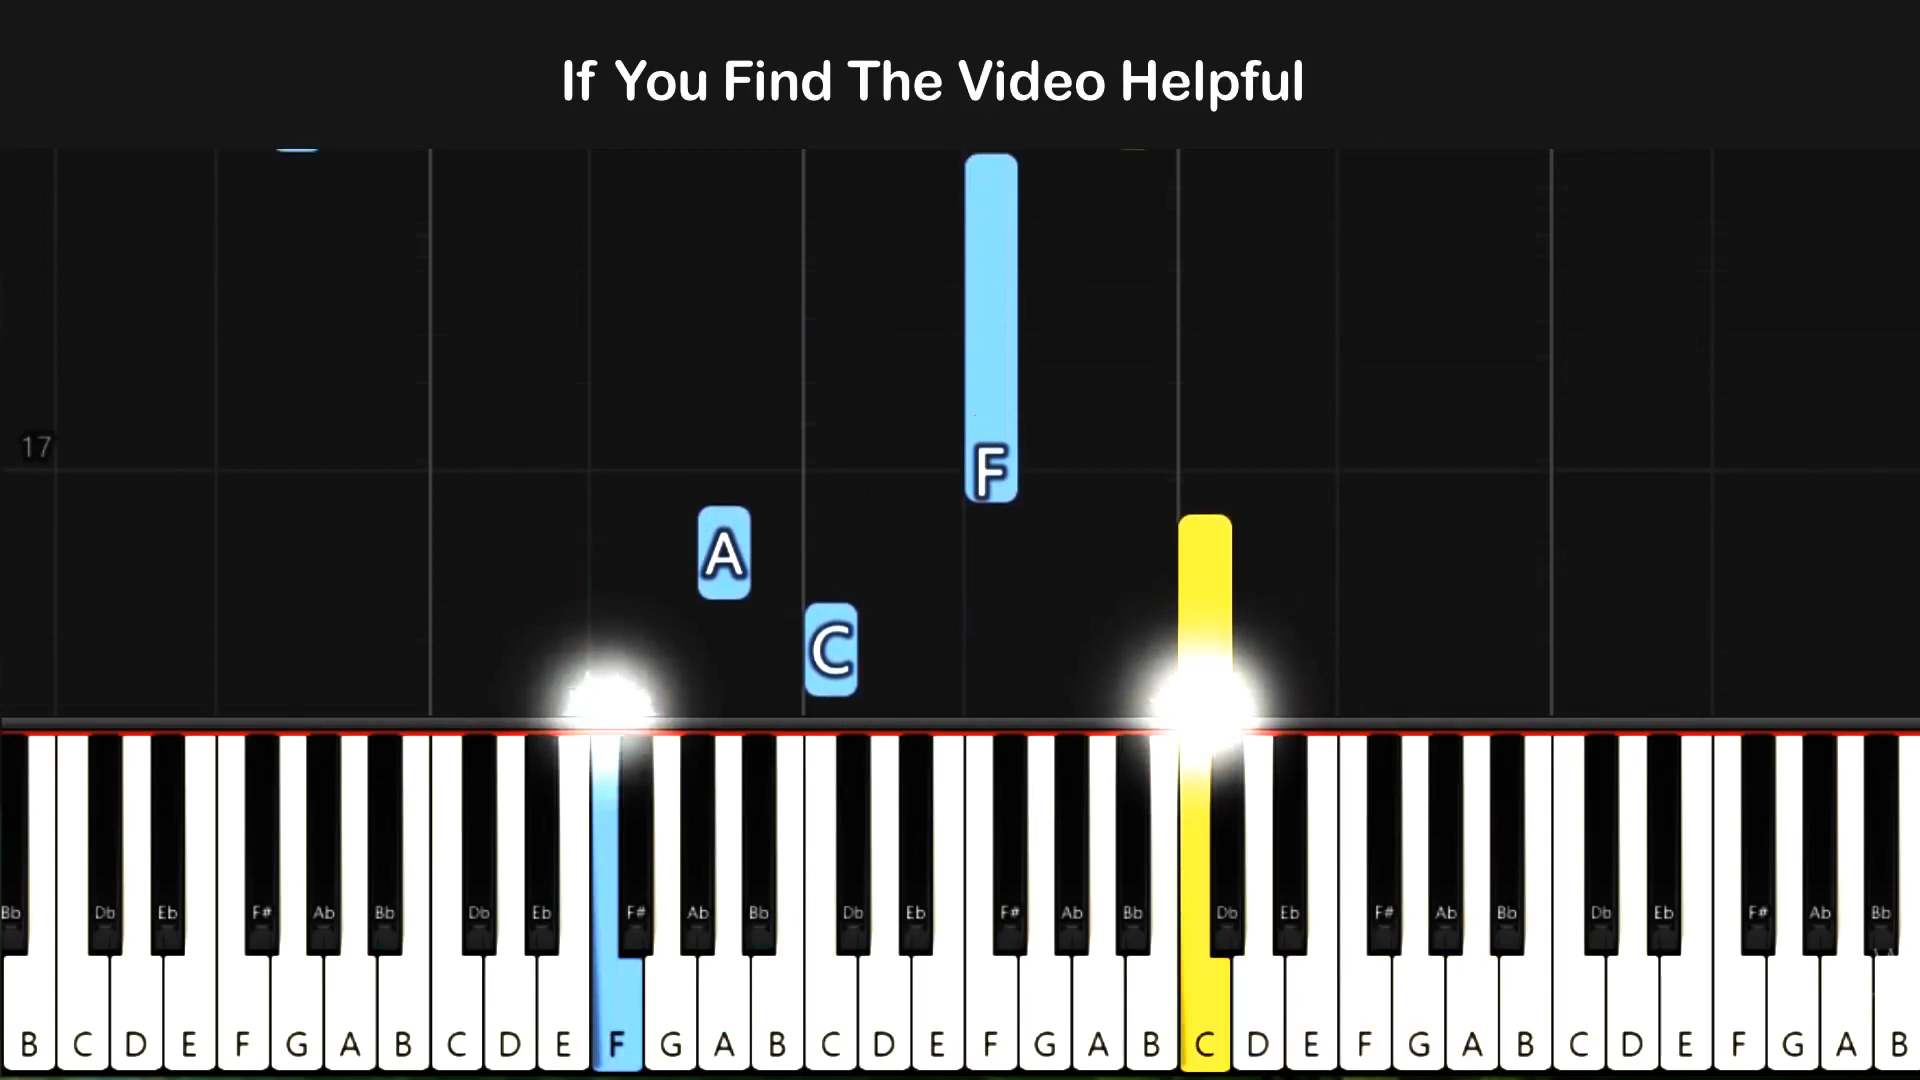 If You Find The Video Helpful
17
F
A
C
Bb Db Eb F# Ab Bb Db Eb F# Ab Bb Db Eb F# Ab Bb Db Eb F# Ab Bb Db Eb F# Ab Bb
B C D E F G A B C D E F G A B C D E F G A B C D E F G A B C D E F G A B